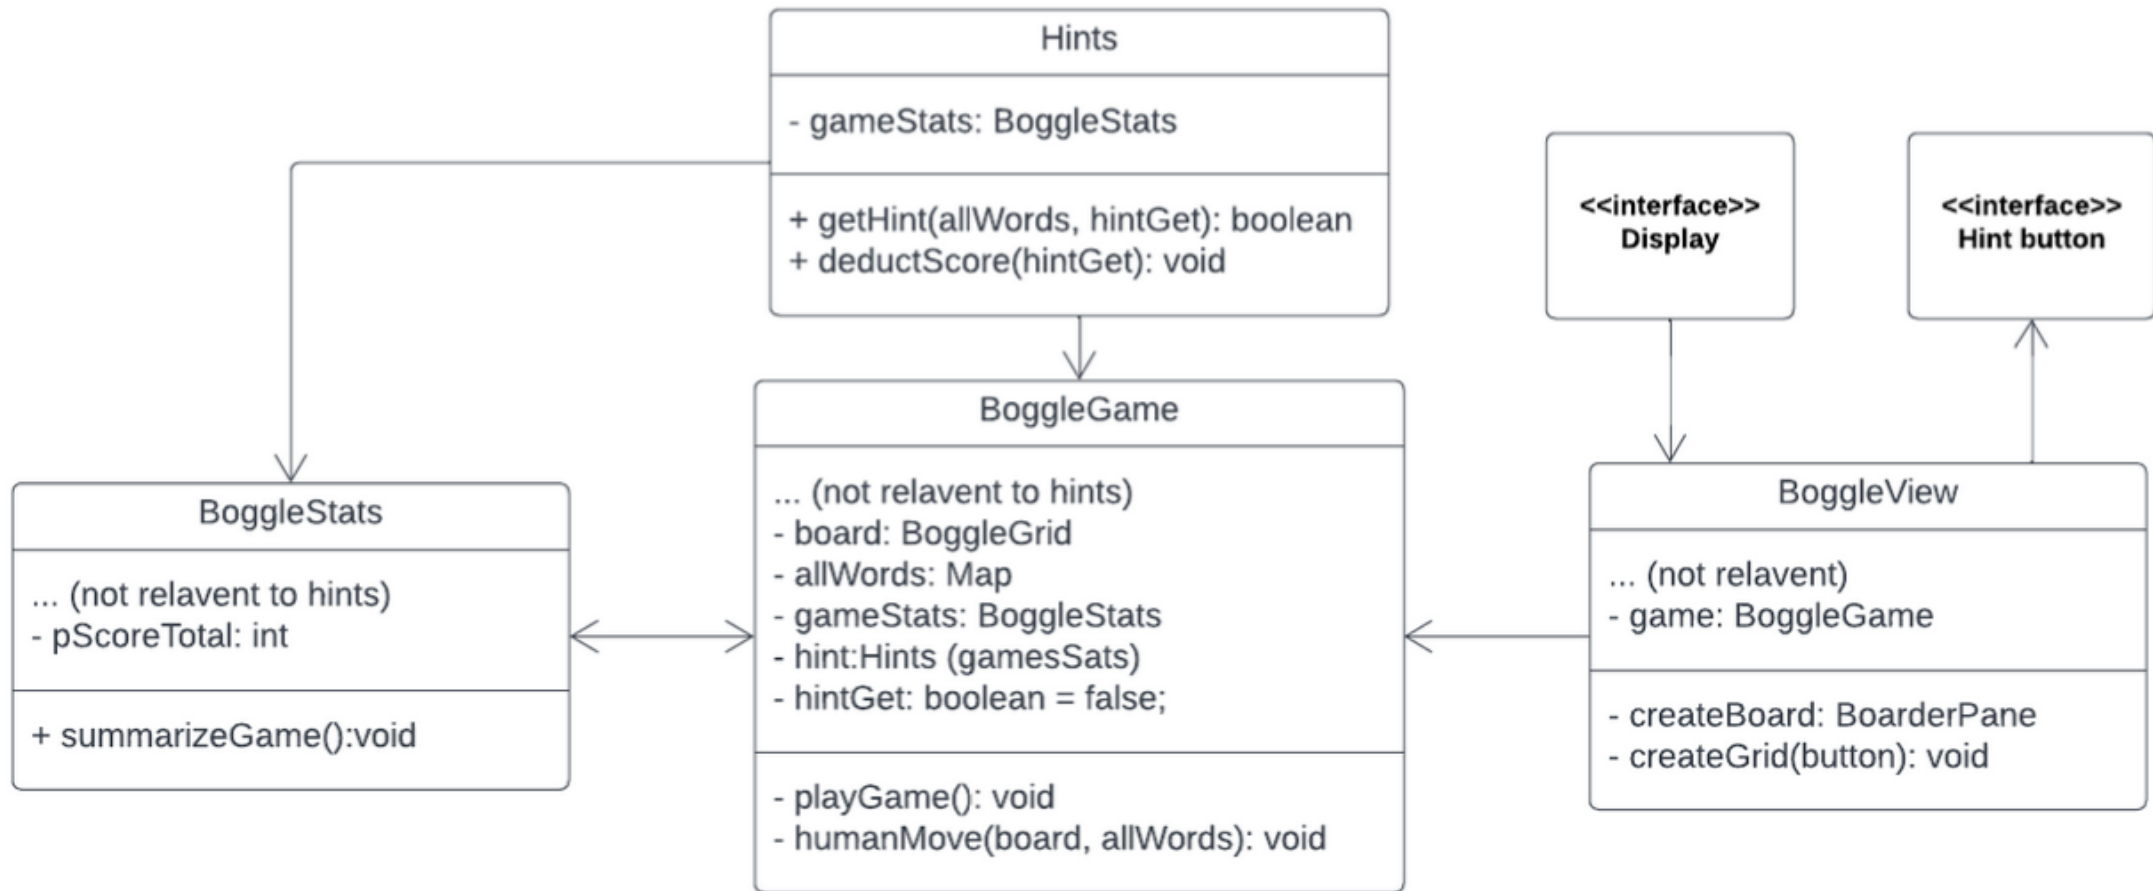 Hints
- gameStats: BoggleStats
+ getHint(allWords, hintGet): boolean
+ deductScore(hintGet): void
<<interface>>
Display
<<interface>>
Hint button
BoggleStats
... (not relavent to hints)
- pScoreTotal: int
+ summarizeGame():void
BoggleGame
... (not relavent to hints)
- board: BoggleGrid
- allWords: Map
- gameStats: BoggleStats
- hint:Hints (gamesSats)
- hintGet: boolean = false;
- playGame(): void
- humanMove(board, allWords): void
BoggleView
... (not relavent)
- game: BoggleGame
- createBoard: BoarderPane
- createGrid(button): void